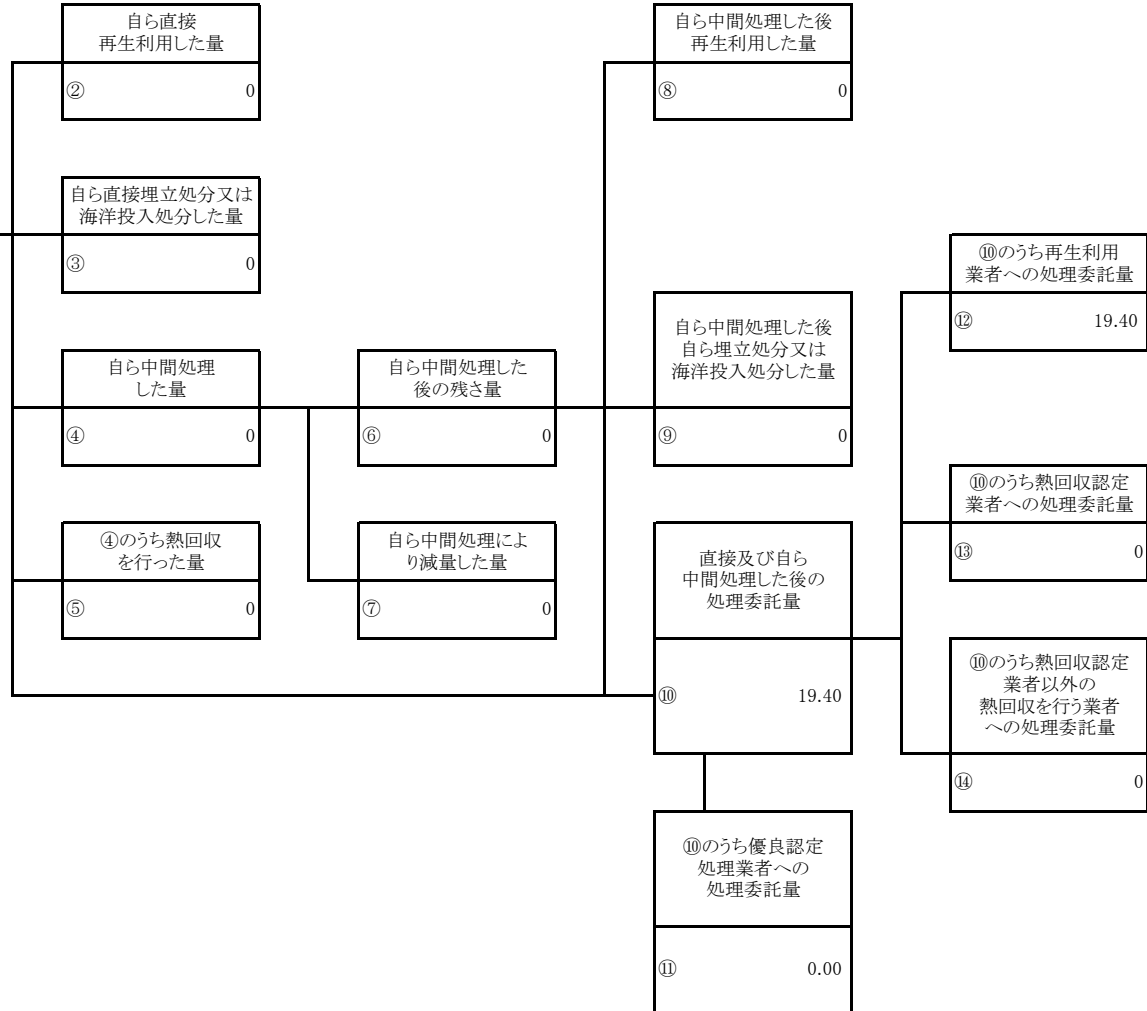 自ら直接
再生利用した量
② 0
自ら直接埋立処分又は
海洋投入処分した量
③ 0
自ら中間処理
した量
④ 0
④のうち熱回収
を行った量
⑤ 0
自ら中間処理した
後の残さ量
⑥ 0
自ら中間処理によ
り減量した量
⑦ 0
自ら中間処理した後
再生利用した量
⑧ 0
自ら中間処理した後
自ら埋立処分又は
海洋投入処分した量
⑨ 0
直接及び自ら
中間処理した後の
処理委託量
⑩ 19.40
⑩のうち優良認定
処理業者への
処理委託量
⑪ 0.00
⑩のうち再生利用
業者への処理委託量
⑫ 19.40
⑩のうち熱回収認定
業者への処理委託量
⑬ 0
⑩のうち熱回収認定
業者以外の
熱回収を行う業者
への処理委託量
⑭ 0